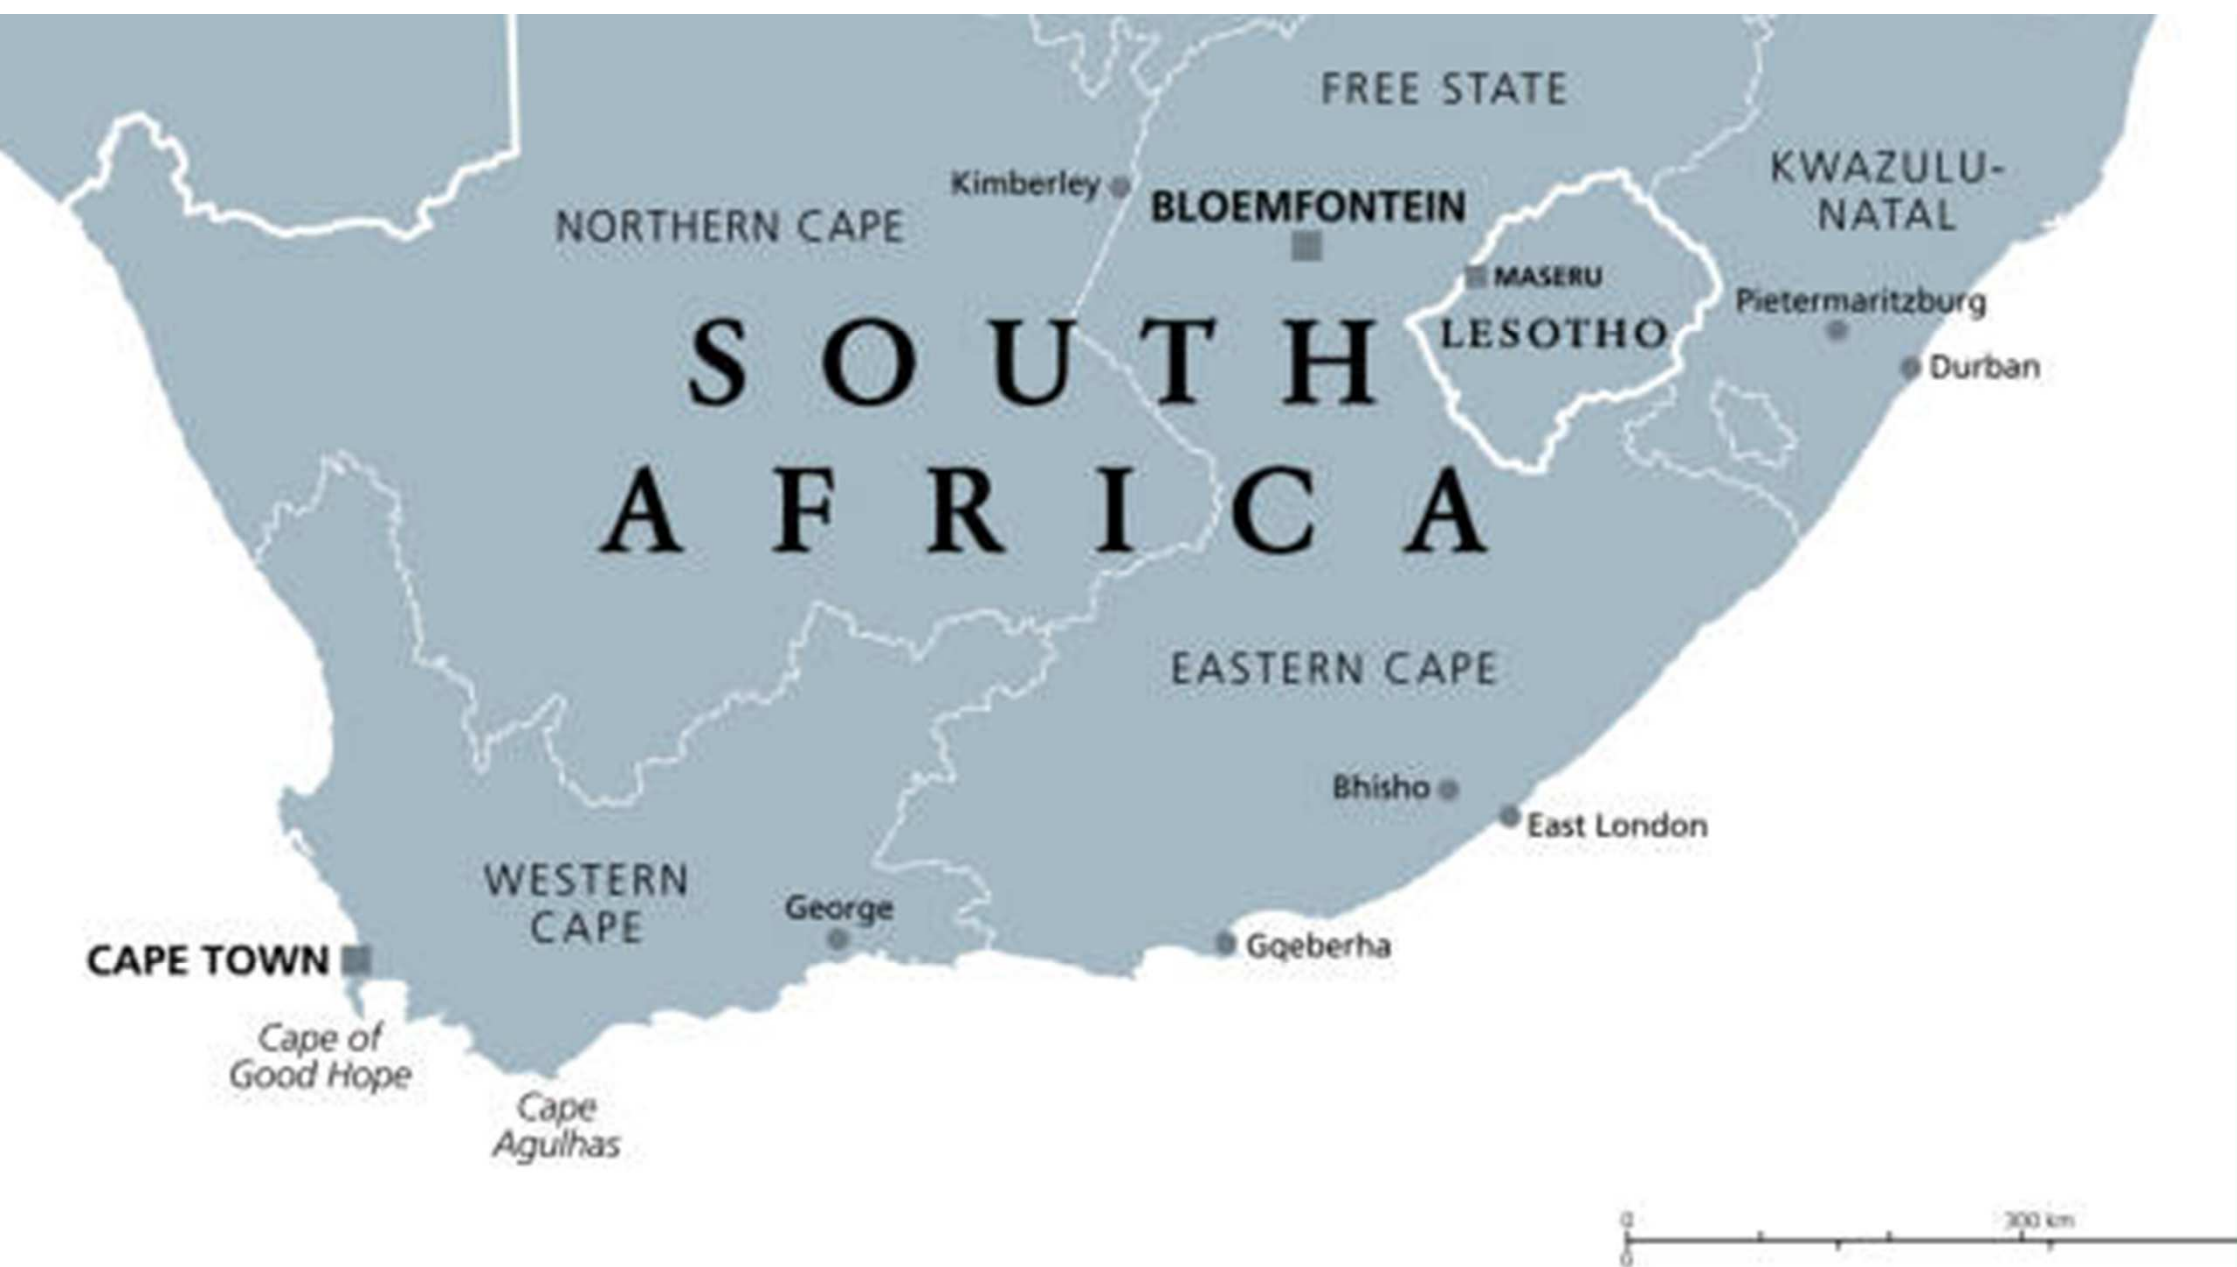 FREE STATE
KWAZULU-
NATAL
Kimberley
BLOEMFONTEIN
NORTHERN CAPE
MASERU
LESOTHO
Pietermaritzburg
Durban
SOUTH
AFRICA
EASTERN CAPE
Bhisho
East London
WESTERN
CAPE
George
Gqeberha
CAPE TOWN
Cape of
Good Hope
Cape
Agulhas
0
300 km
0